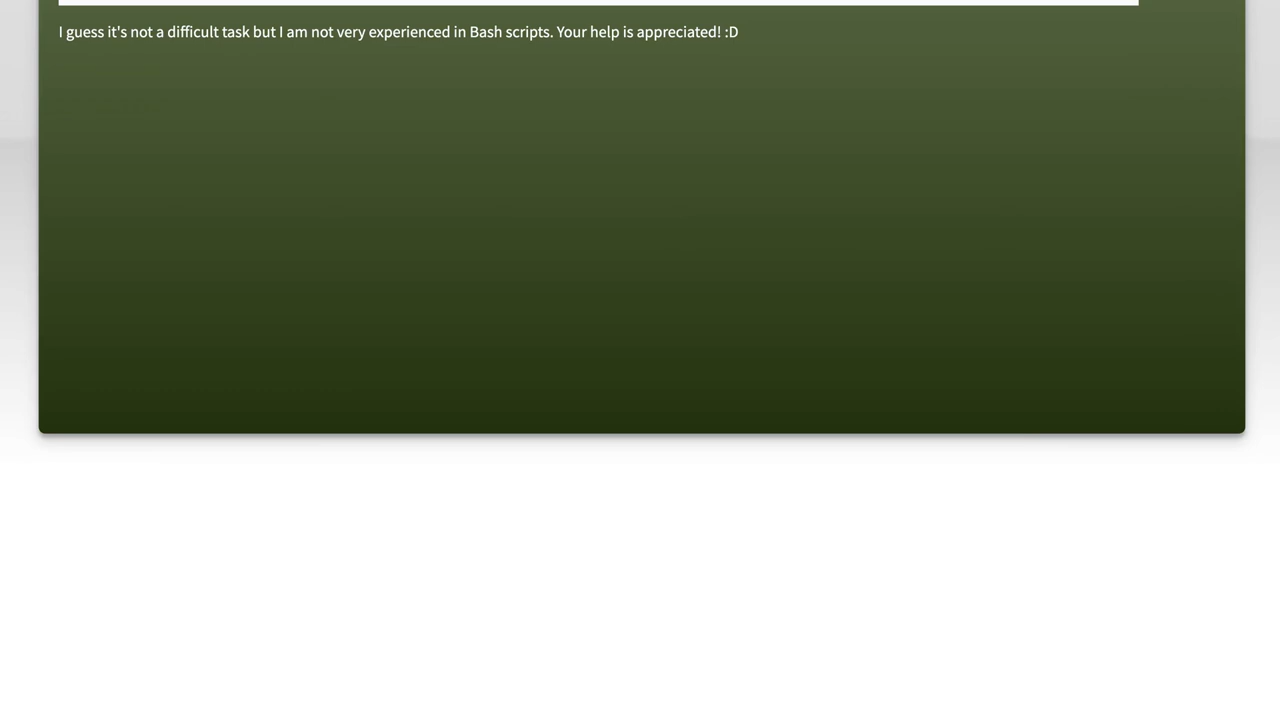 I guess it's not a difficult task but I am not very experienced in Bash scripts. Your help is appreciated! :D